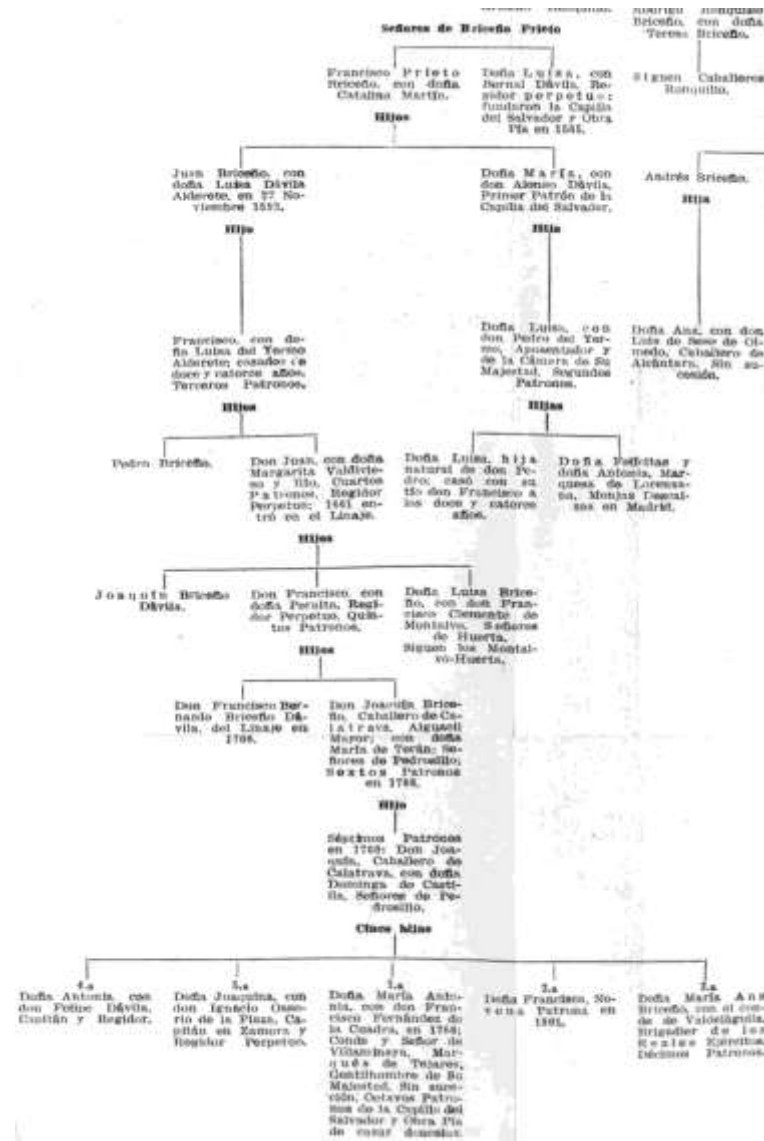 Señores de Briceño Prieto
Briceño, con doña
Teresa Briceño.
Siguen Caballeros
Ronquillo.
Francisco Prieto
Briceño, con doña
Catalina Martín.
Doña Luisa, con
Bernal Dávila, Re-
gidor perpetuo;
fundaron la Capilla
del Salvador y Obra
Pía en
Hijos
Juan Briceño, con
doña Luisa Dávila
Alderete, en 27 No-
viembre
Doña María, con
don Alonso Dávila,
Primer Patrón de la
Capilla del Salvador.
Andrés Briceño.
Hijo
Hija
Hija
Francisco, con do-
ña Luisa del Yermo
Alderete; casados de
doce y catorce años.
Terceros Patronos.
Doña Luisa, con
don Pedro del Yer-
mo, Aposentador y
de la Cámara de Su
Majestad. Segundos
Patronos.
Doña Ana, con don
Luis de Sese de Ol-
medo, Caballero de
Alcántara. Sin su-
cesión.
Hijos
Hijas
Pedro Briceño.
Don Juan, con doña
Margarita Valdivie-
so y Cuartos
Patronos, Regidor
Perpetuo; 1661 en-
tró en el Linaje.
Doña Luisa, hija
natural de don Pe-
dro; casó con su
tío don Francisco a
los doce y catorce
años.
Doña Felicitas y
doña Antonia, Mar-
quesa de Lorenza-
na, Monjas Descal-
zas en Madrid.
Hijos
Joaquín Briceño
Dávila.
Don Francisco, con
doña Peralta, Regi-
dor Perpetuo, Quin-
tos Patronos.
Doña Luisa Brice-
ño, con don Fran-
cisco Clemente de
Montalvo, Señores
de Huerta.
Siguen los Montal-
vo-Huerta.
Hijos
Don Francisco Ber-
nardo Briceño Dá-
vila, del Linaje en
Don Joaquín Brice-
ño, Caballero de Ca-
latrava, Alguacil
Mayor; con doña
María de Terán; Se-
ñores de Pedrosillo;
Sextos Patronos
en
Hijo
Séptimos Patronos
en Don Joa-
quín, Caballero de
Calatrava, con doña
Dominga de Casti-
lla, Señores de Pe-
drosillo.
Cinco hijas
4.a
Doña Antonia, con
don Felipe Dávila,
Capitán y Regidor.
5.a
Doña Joaquina, con
don Ignacio Osso-
rio de la Plaza, Ca-
pitán en Zamora y
Regidor Perpetuo.
1.a
Doña María Anto-
nia, con don Fran-
cisco Fernández de
la Cuadra, en
Conde y Señor de
Mar-
qués de Tejares,
Gentilhombre de Su
Majestad. Sin suce-
sión, Octavos Patro-
nos de la Capilla del
Salvador y Obra Pía
de casar doncellas.
2.a
Doña Francisca, No-
vena Patrona en
3.a
Doña María Ana
Briceño, con el con-
de de Valdeláguila,
Brigadier de los
Reales Ejércitos,
Décimos Patronos.